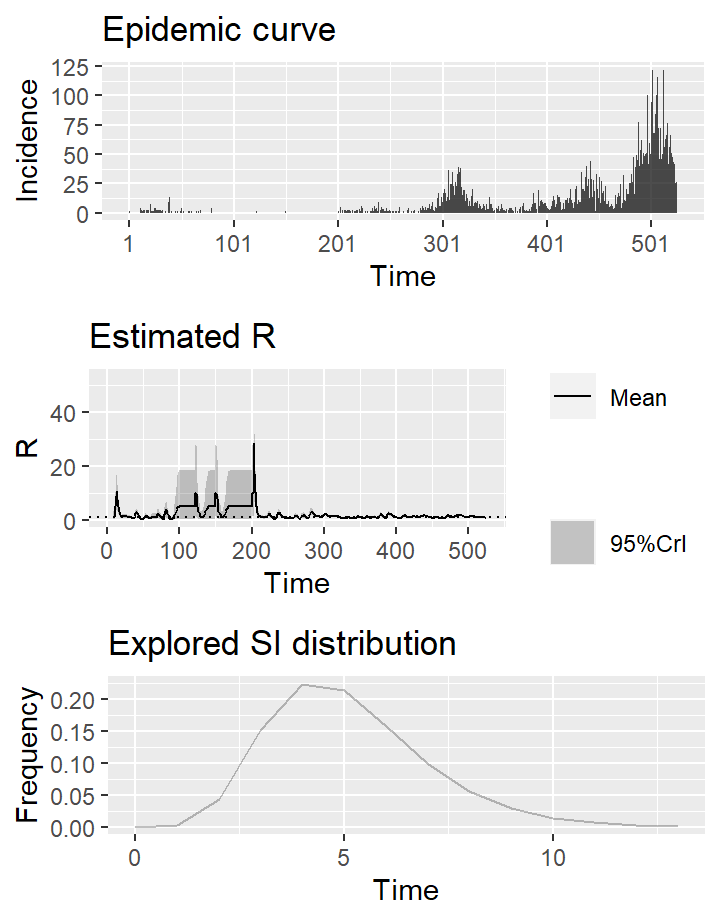 Epidemic curve
Incidence
125
100
75
50
25
0
1 101 201 301 401 501
Time
Estimated R
R
40
20
0
0 100 200 300 400 500
Time
Mean
95%CrI
Explored SI distribution
Frequency
0.20
0.15
0.10
0.05
0.00
0 5 10
Time